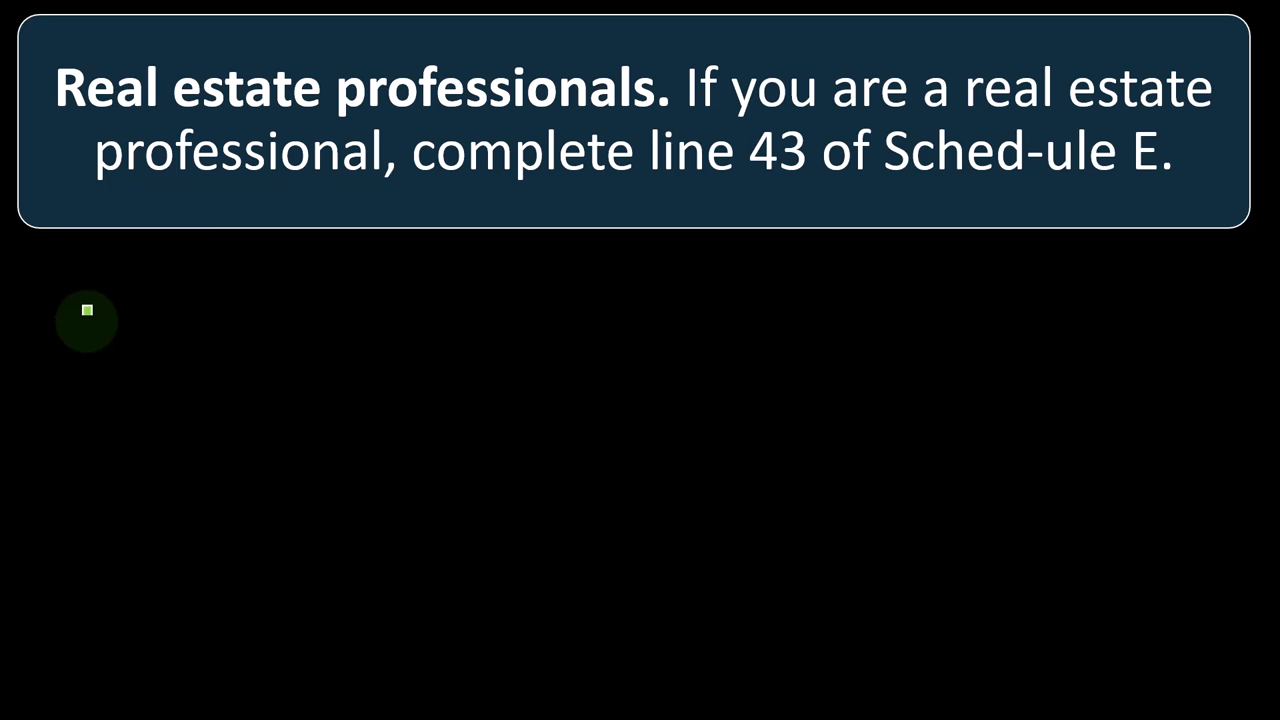 Real estate professionals. If you are a real estate
professional, complete line 43 of Sched-ule E.